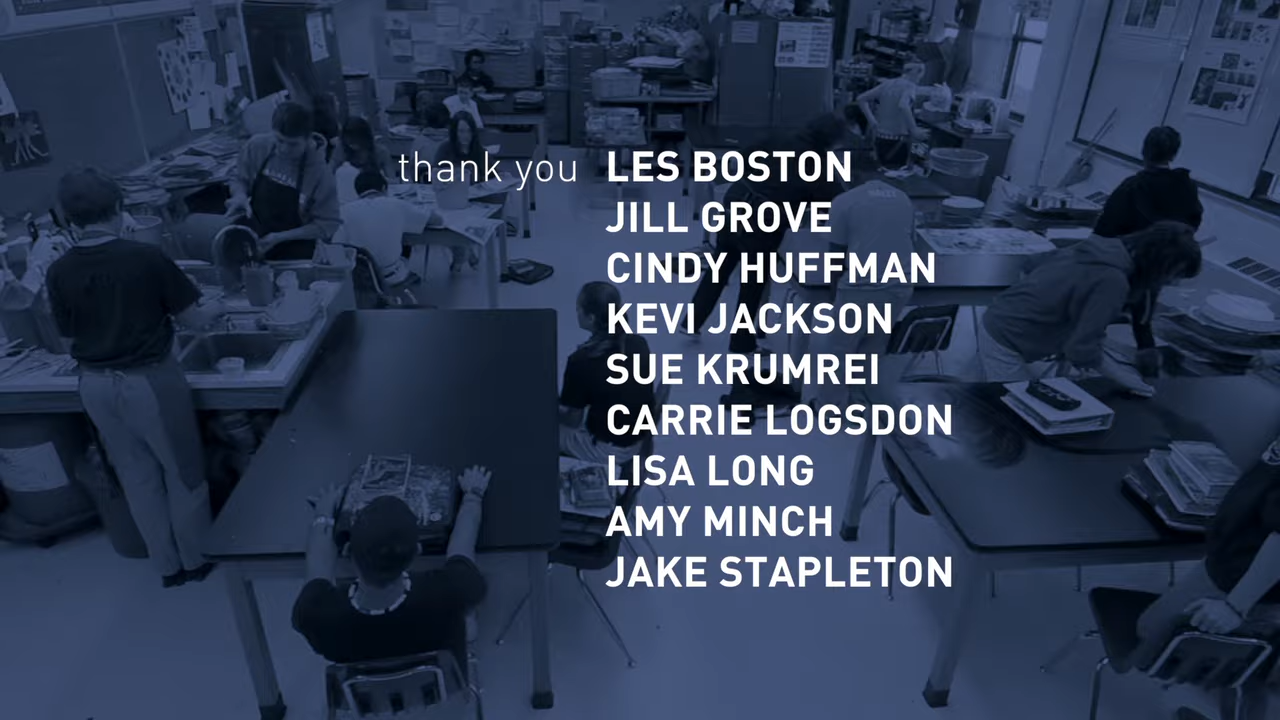 thank you LES BOSTON
JILL GROVE
CINDY HUFFMAN
KEVI JACKSON
SUE KRUMREI
CARRIE LOGSDON
LISA LONG
AMY MINCH
JAKE STAPLETON